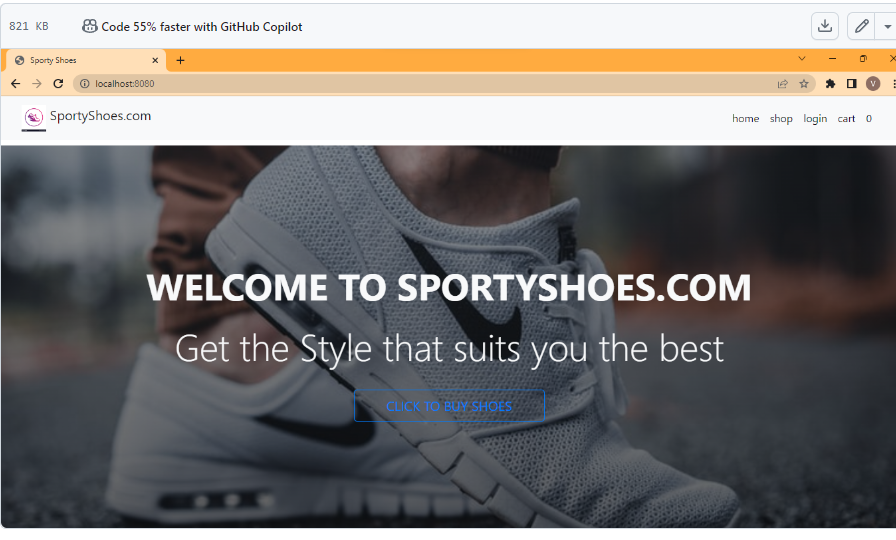 821 KB Code 55% faster with GitHub Copilot
Sporty Shoes
localhost:8080 V
SportyShoes.com home shop login cart 0
WELCOME TO SPORTYSHOES.COM
Get the Style that suits you the best
CLICK TO BUY SHOES